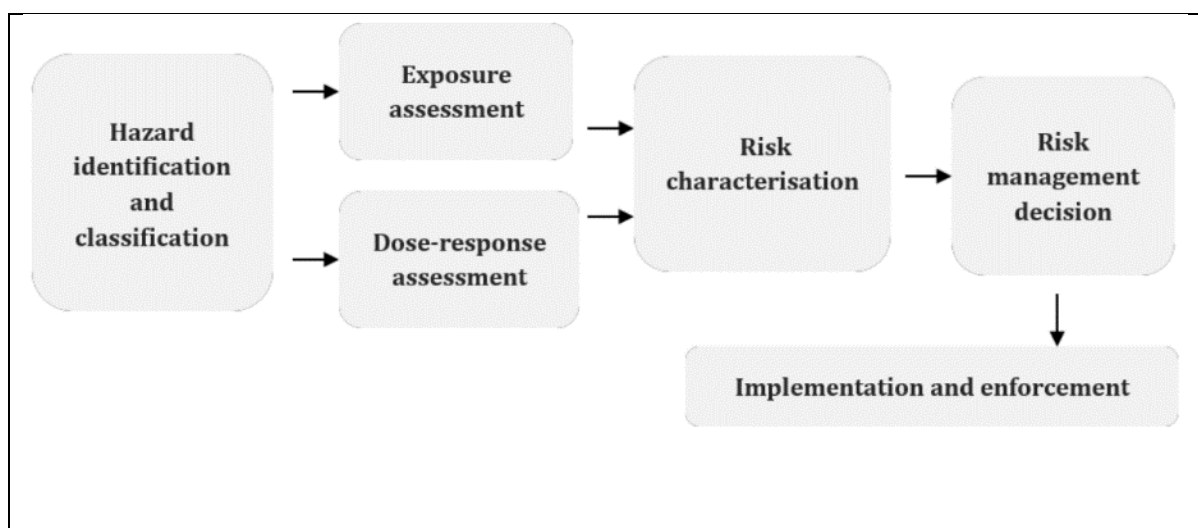 Hazard
identification
and
classification
Exposure
assessment
Dose-response
assessment
Risk
characterisation
Risk
management
decision
Implementation and enforcement